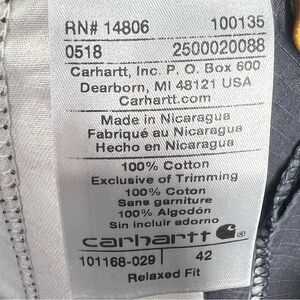 RN# 14806 100135
0518 2500020088
Carhartt, Inc. P. O. Box 600
Dearborn, MI 48121 USA
Carhartt.com
Made in Nicaragua
Fabriqué au Nicaragua
Hecho en Nicaragua
100% Cotton
Exclusive of Trimming
100% Coton
Sans garniture
100% Algodón
Sin incluir adorno
carhartt ®
101168-029 42
Relaxed Fit